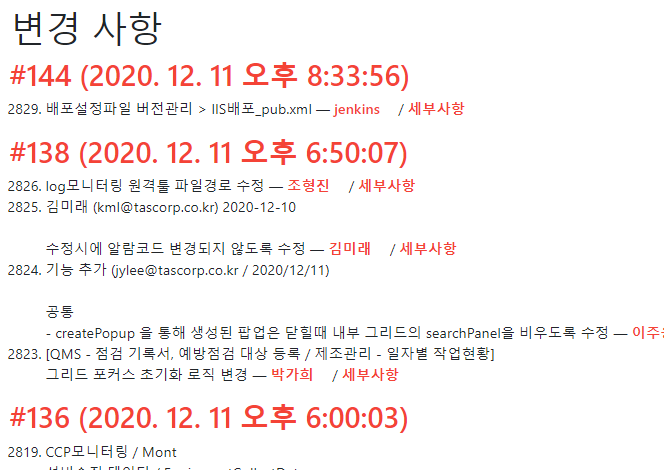 변경 사항
#144 (2020. 12. 11 오후 8:33:56)
2829. 배포설정파일 버전관리 > IIS배포_pub.xml — jenkins / 세부사항
#138 (2020. 12. 11 오후 6:50:07)
2826. log모니터링 원격툴 파일경로 수정 — 조형진 / 세부사항
2825. 김미래 (kml@tascorp.co.kr) 2020-12-10
수정시에 알람코드 변경되지 않도록 수정 — 김미래 / 세부사항
2824. 기능 추가 (jylee@tascorp.co.kr / 2020/12/11)
공통
- createPopup 을 통해 생성된 팝업은 닫힐때 내부 그리드의 searchPanel을 비우도록 수정 — 이주
2823. [QMS - 점검 기록서, 예방점검 대상 등록 / 제조관리 - 일자별 작업현황]
그리드 포커스 초기화 로직 변경 — 박가희 / 세부사항
#136 (2020. 12. 11 오후 6:00:03)
2819. CCP모니터링 / Mont